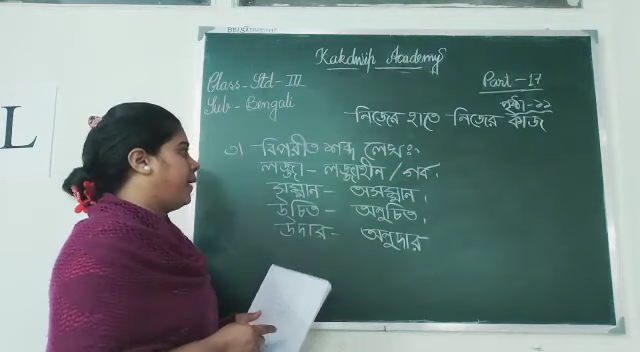 Kakdwip Academy
Class - Std - III
Part - 17
Sub - Bengali
পৃষ্ঠা - ১১
নিজের হাতে নিজের কাজ
৩) বিপরীত শব্দ লেখঃ
লজ্জা - লজ্জাহীন / গর্ব।
সম্মান - অসম্মান।
উচিত - অনুচিত।
উদার - অনুদার
L